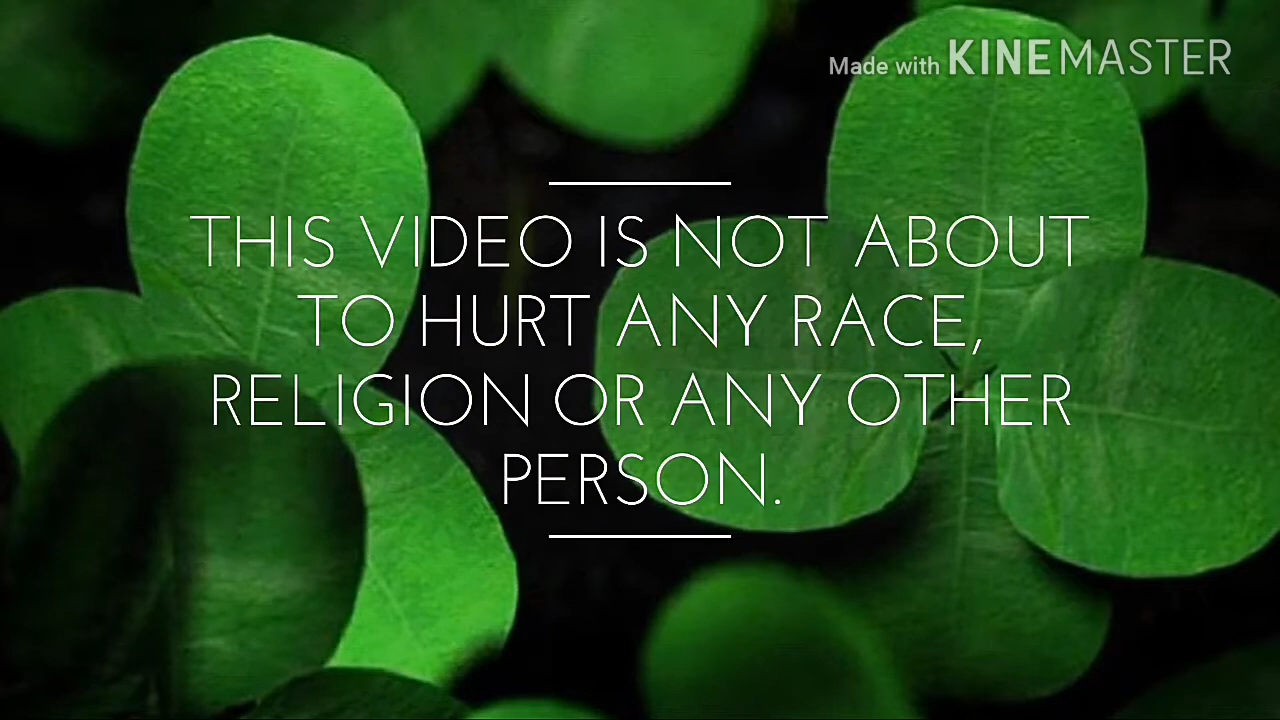 Made with KINEMASTER
THIS VIDEO IS NOT ABOUT
TO HURT ANY RACE,
RELIGION OR ANY OTHER
PERSON.